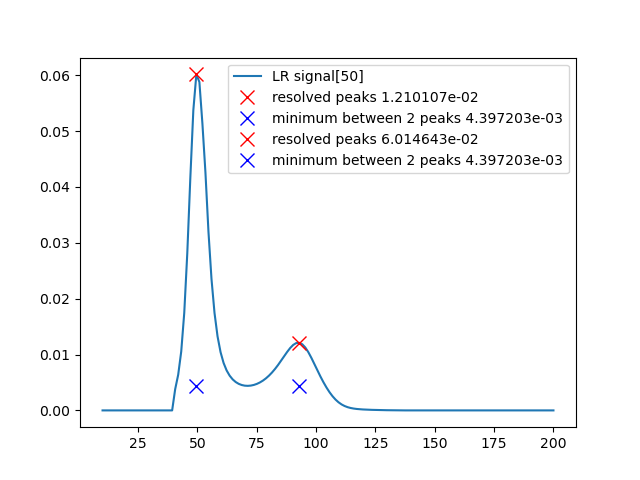 LR signal[50]
resolved peaks 1.210107e-02
minimum between 2 peaks 4.397203e-03
resolved peaks 6.014643e-02
minimum between 2 peaks 4.397203e-03
0.06
0.05
0.04
0.03
0.02
0.01
0.00
25 50 75 100 125 150 175 200